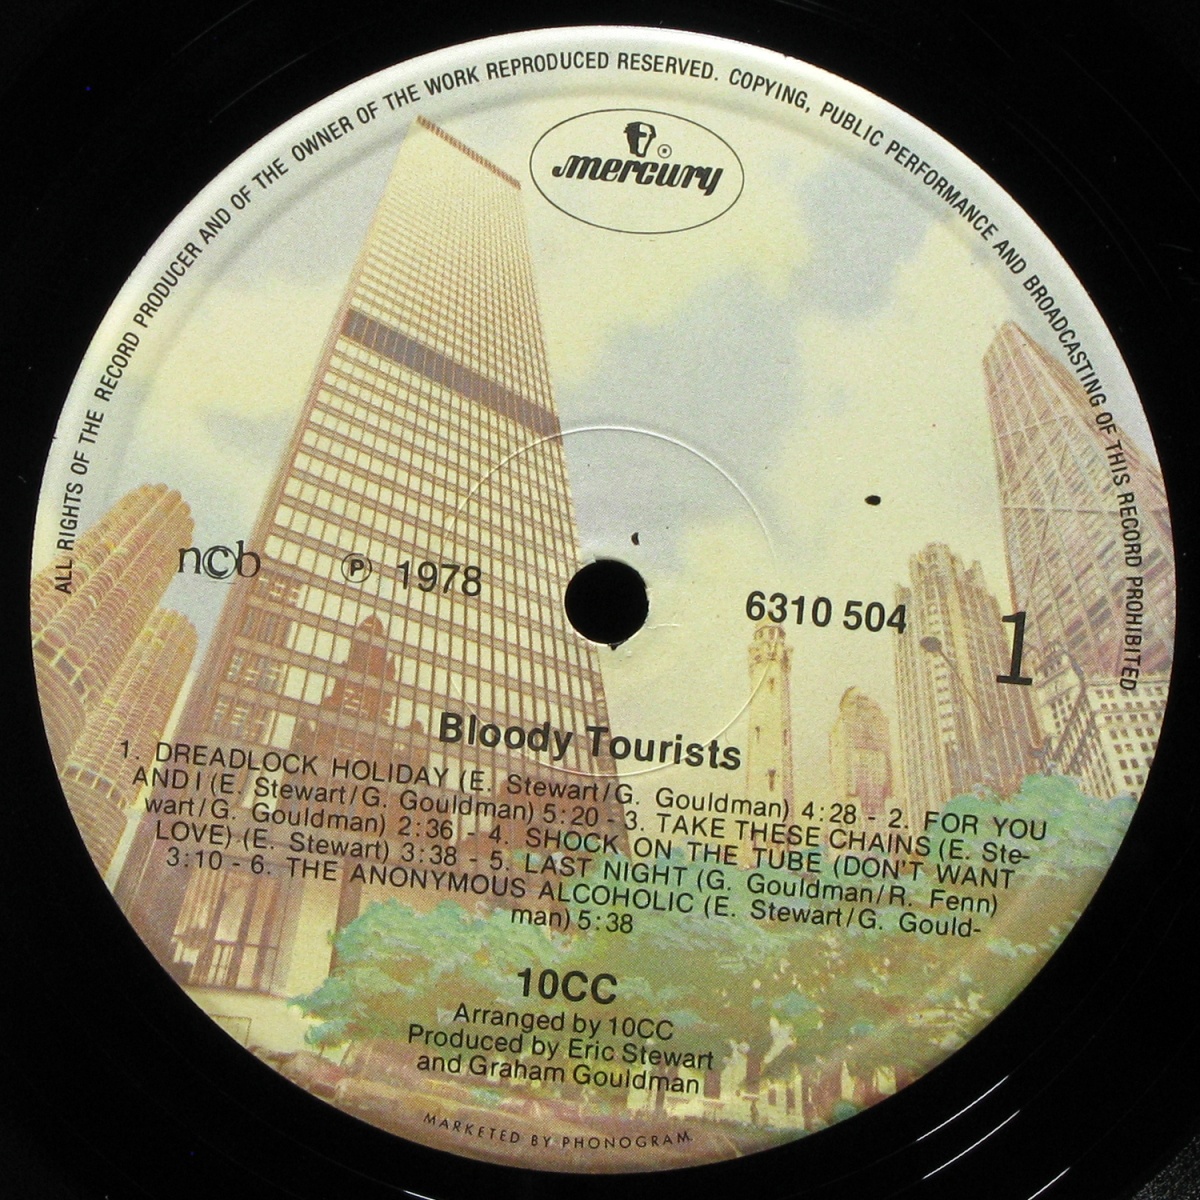 ALL RIGHTS OF THE RECORD PRODUCER AND OF THE OWNER OF THE WORK REPRODUCED RESERVED. COPYING, PUBLIC PERFORMANCE AND BROADCASTING OF THIS RECORD PROHIBITED
mercury ®
n©b ℗ 1978
6310 504
1
Bloody Tourists
1. DREADLOCK HOLIDAY (E. Stewart/G. Gouldman) 4:28 - 2. FOR YOU
AND I (E. Stewart/G. Gouldman) 5:20 - 3. TAKE THESE CHAINS (E. Ste-
wart/G. Gouldman) 2:36 - 4. SHOCK ON THE TUBE (DON'T WANT
LOVE) (E. Stewart) 3:38 - 5. LAST NIGHT (G. Gouldman/R. Fenn)
3:10 - 6. THE ANONYMOUS ALCOHOLIC (E. Stewart/G. Gould-
man) 5:38
10CC
Arranged by 10CC
Produced by Eric Stewart
and Graham Gouldman
MARKETED BY PHONOGRAM